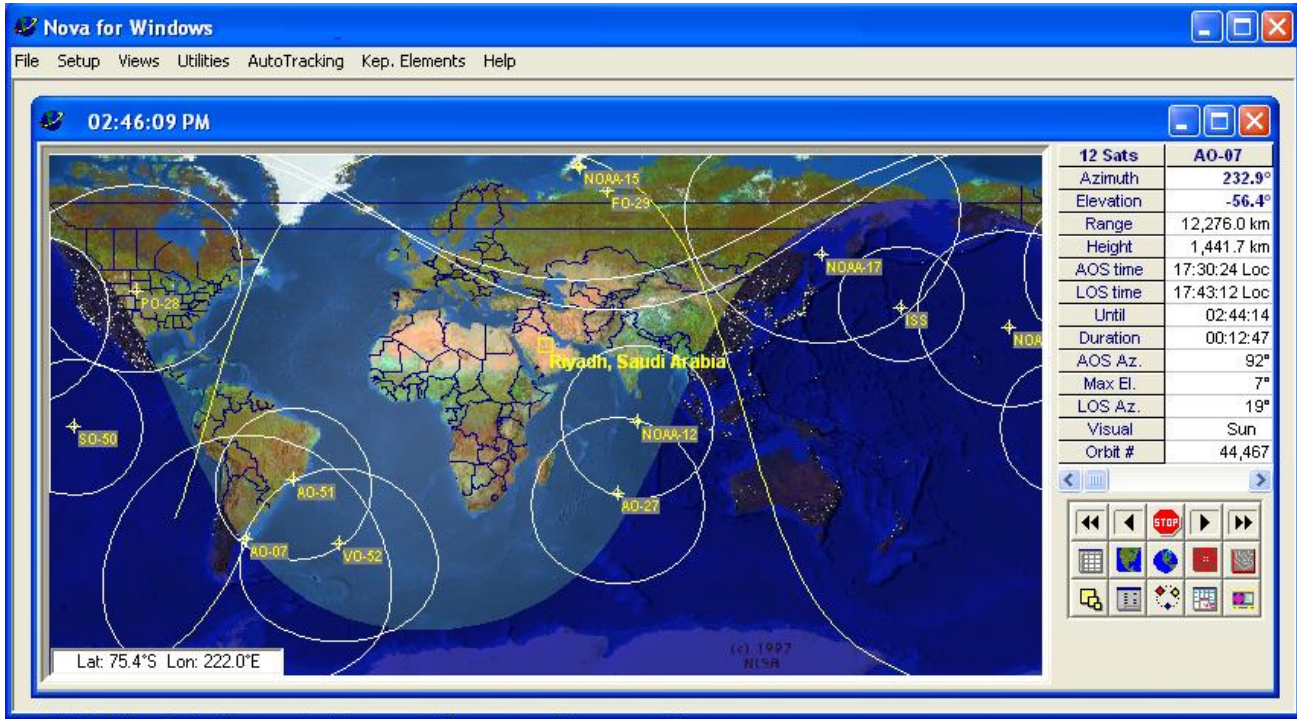 Nova for Windows
File Setup Views Utilities AutoTracking Kep. Elements Help
02:46:09 PM
NOAA-15
FO-29
NOAA-17
PO-28
ISS
NOA
Riyadh, Saudi Arabia
SO-50
NOAA-12
AO-51
AO-27
AO-07
VO-52
(c) 1997
NLSA
Lat: 75.4°S Lon: 222.0°E
12 Sats AO-07
Azimuth 232.9°
Elevation -56.4°
Range 12,276.0 km
Height 1,441.7 km
AOS time 17:30:24 Loc
LOS time 17:43:12 Loc
Until 02:44:14
Duration 00:12:47
AOS Az. 92°
Max El. 7°
LOS Az. 19°
Visual Sun
Orbit # 44,467
STOP